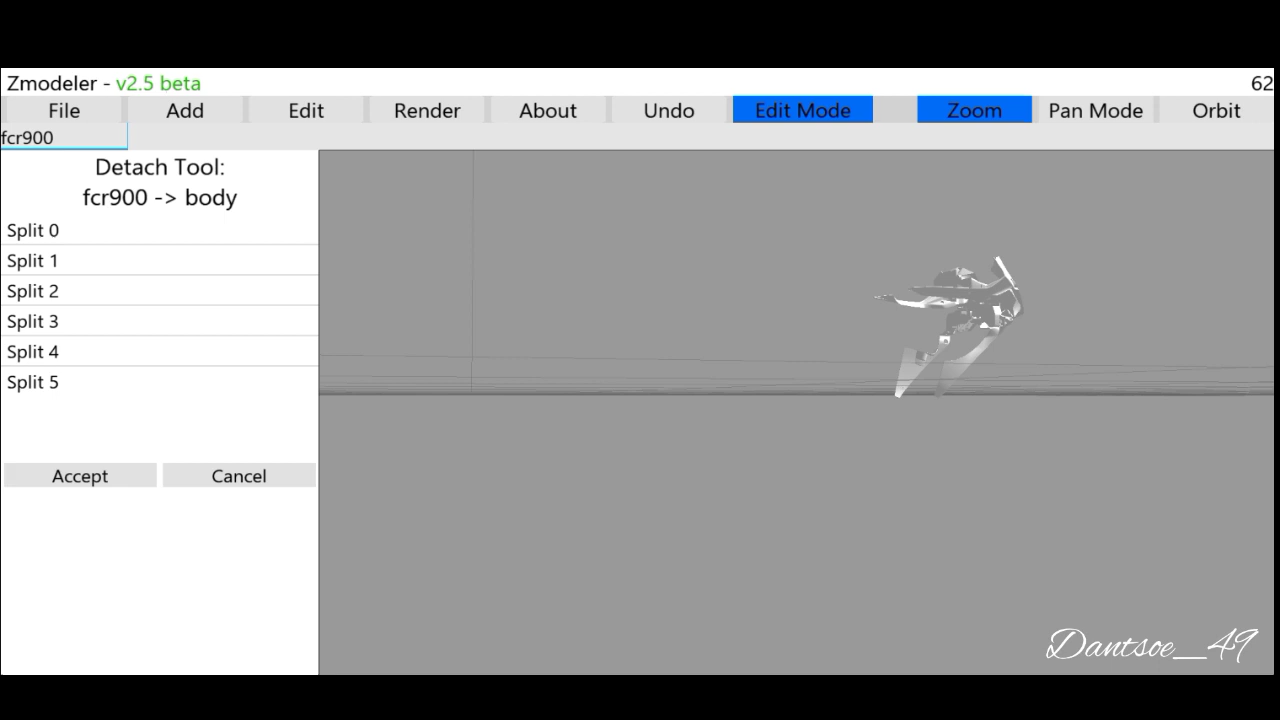 Zmodeler - v2.5 beta 62
File Add Edit Render About Undo Edit Mode Zoom Pan Mode Orbit
fcr900
Detach Tool:
fcr900 -> body
Split 0
Split 1
Split 2
Split 3
Split 4
Split 5
Accept Cancel
Dantsoe_49